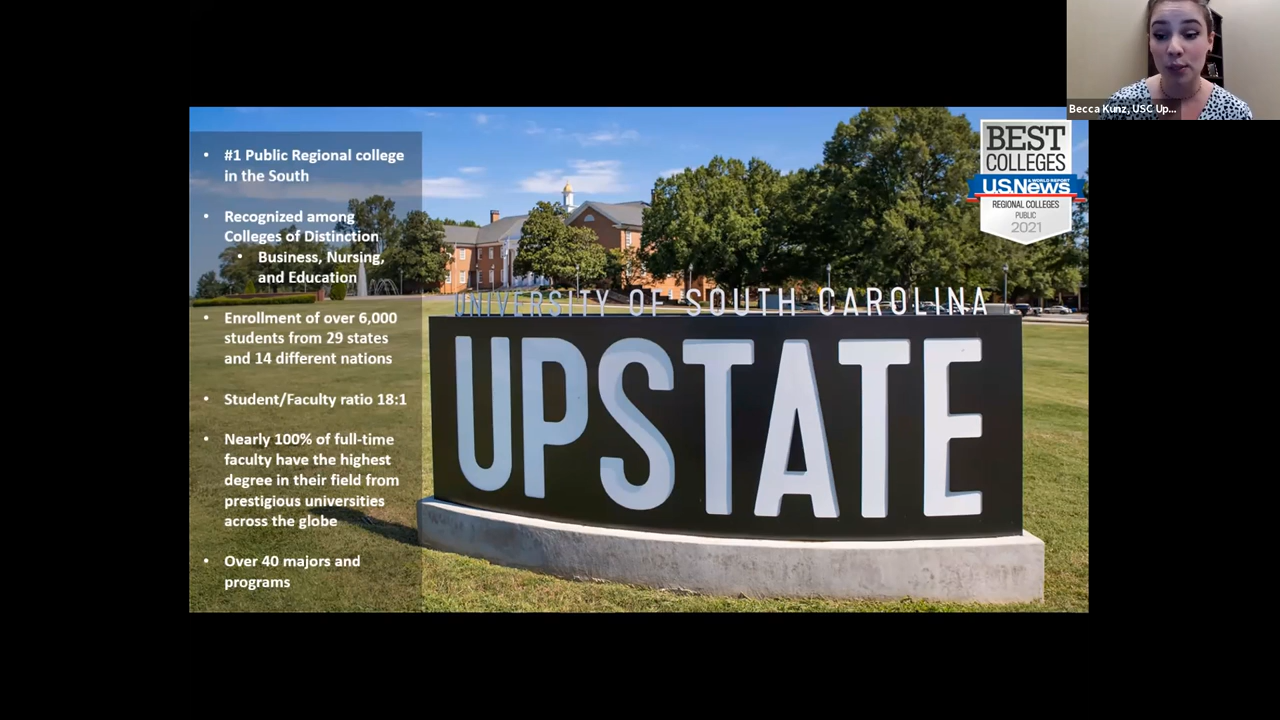 Becca Kunz, USC Up...
• #1 Public Regional college
in the South
• Recognized among
Colleges of Distinction
• Business, Nursing,
and Education
• Enrollment of over 6,000
students from 29 states
and 14 different nations
• Student/Faculty ratio 18:1
• Nearly 100% of full-time
faculty have the highest
degree in their field from
prestigious universities
across the globe
• Over 40 majors and
programs
BEST
COLLEGES
U.S. News
& WORLD REPORT
REGIONAL COLLEGES
PUBLIC
2021
UNIVERSITY OF SOUTH CAROLINA
UPSTATE